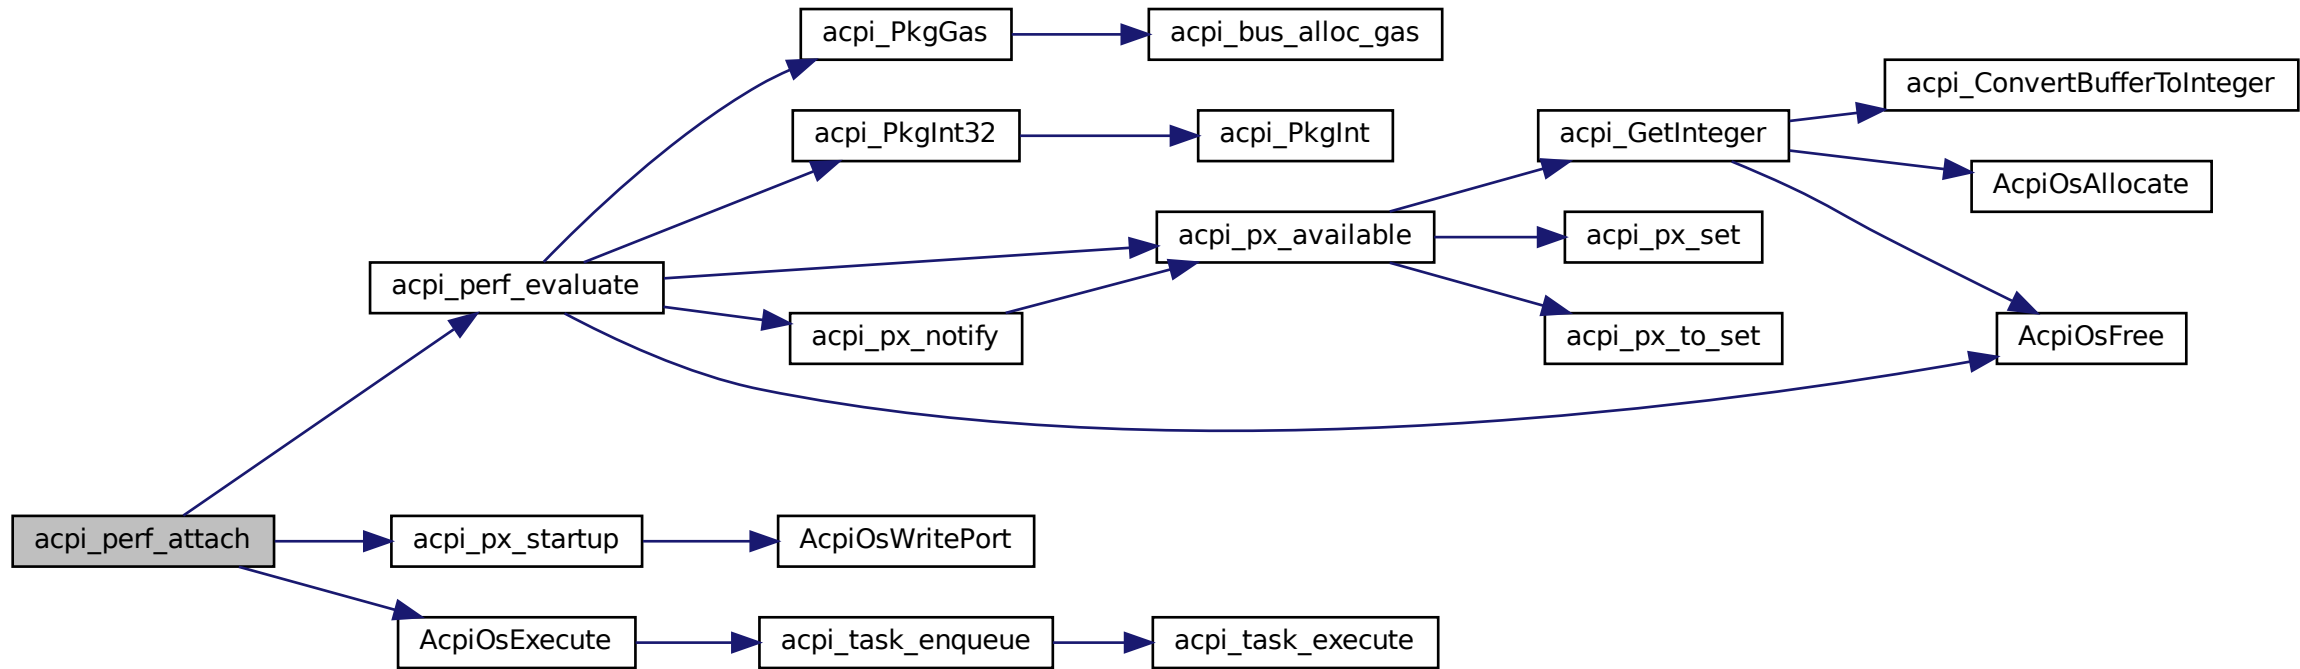 acpi_PkgGas
acpi_bus_alloc_gas
acpi_ConvertBufferToInteger
acpi_PkgInt32
acpi_PkgInt
acpi_GetInteger
AcpiOsAllocate
acpi_px_available
acpi_px_set
acpi_perf_evaluate
acpi_px_notify
acpi_px_to_set
AcpiOsFree
acpi_perf_attach
acpi_px_startup
AcpiOsWritePort
AcpiOsExecute
acpi_task_enqueue
acpi_task_execute